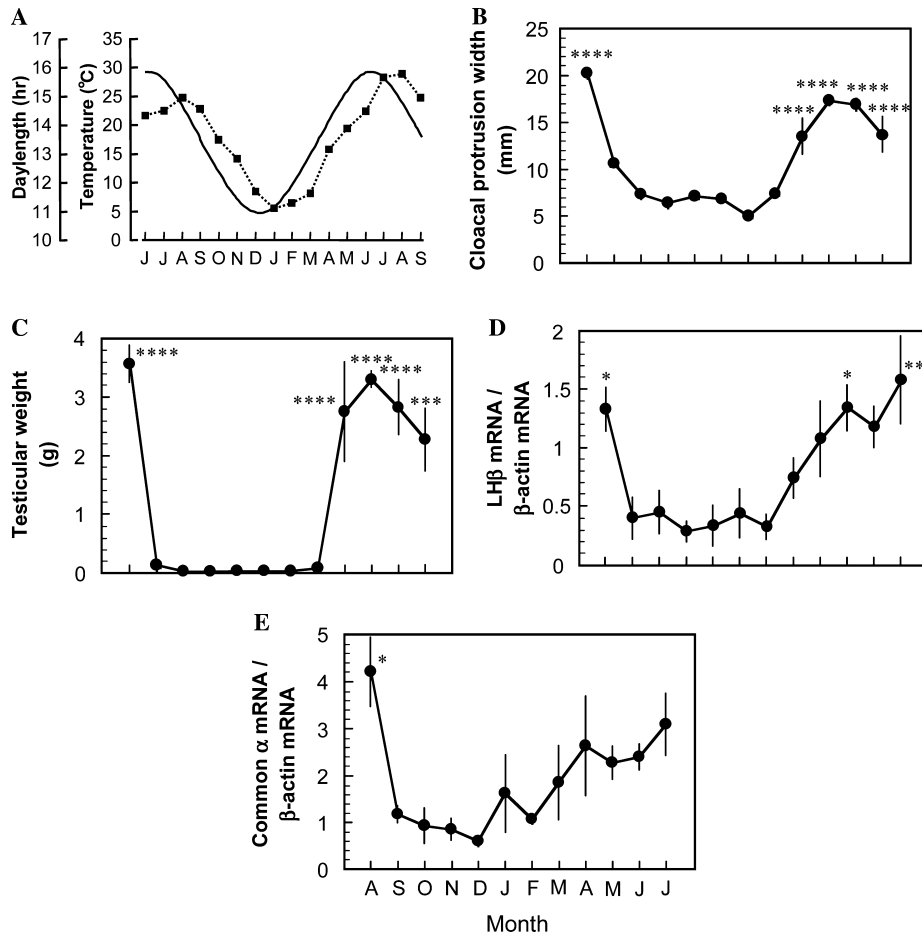 A
Daylength (hr)
17
16
15
14
13
12
11
10
Temperature (°C)
35
30
25
20
15
10
5
0
J J A S O N D J F M A M J J A S
B
Cloacal protrusion width
(mm)
25
20
15
10
5
0
****
****
****
****
****
C
Testicular weight
(g)
4
3
2
1
0
****
****
****
****
***
D
LHβ mRNA /
β-actin mRNA
2
1.5
1
0.5
0
*
*
**
E
Common α mRNA /
β-actin mRNA
5
4
3
2
1
0
*
A S O N D J F M A M J J
Month